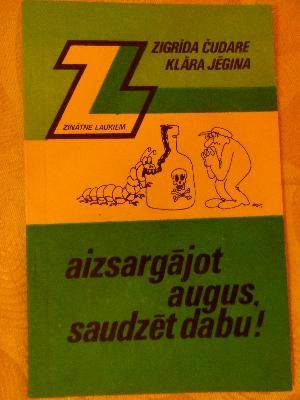 ZIGRĪDA ČUDARE
KLĀRA JĒGINA
Z
ZINĀTNE LAUKIEM
aizsargājot
augus,
saudzēt dabu!